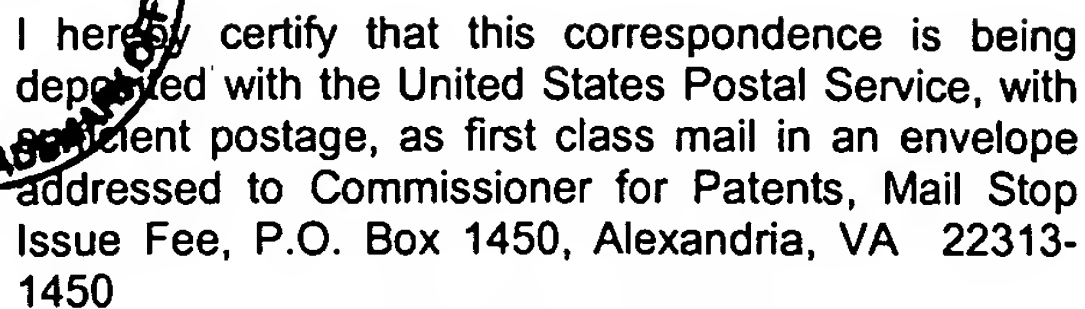 I hereby certify that this correspondence is being
deposited with the United States Postal Service, with
sufficient postage, as first class mail in an envelope
addressed to Commissioner for Patents, Mail Stop
Issue Fee, P.O. Box 1450, Alexandria, VA 22313-
1450